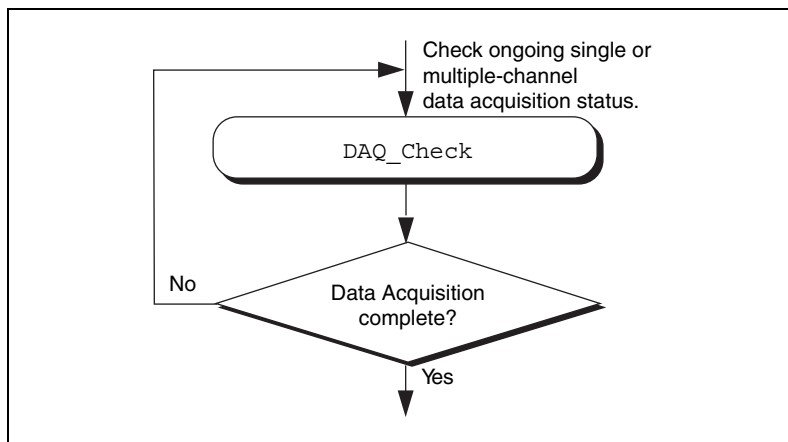 Check ongoing single or
multiple-channel
data acquisition status.
DAQ_Check
No
Data Acquisition
complete?
Yes